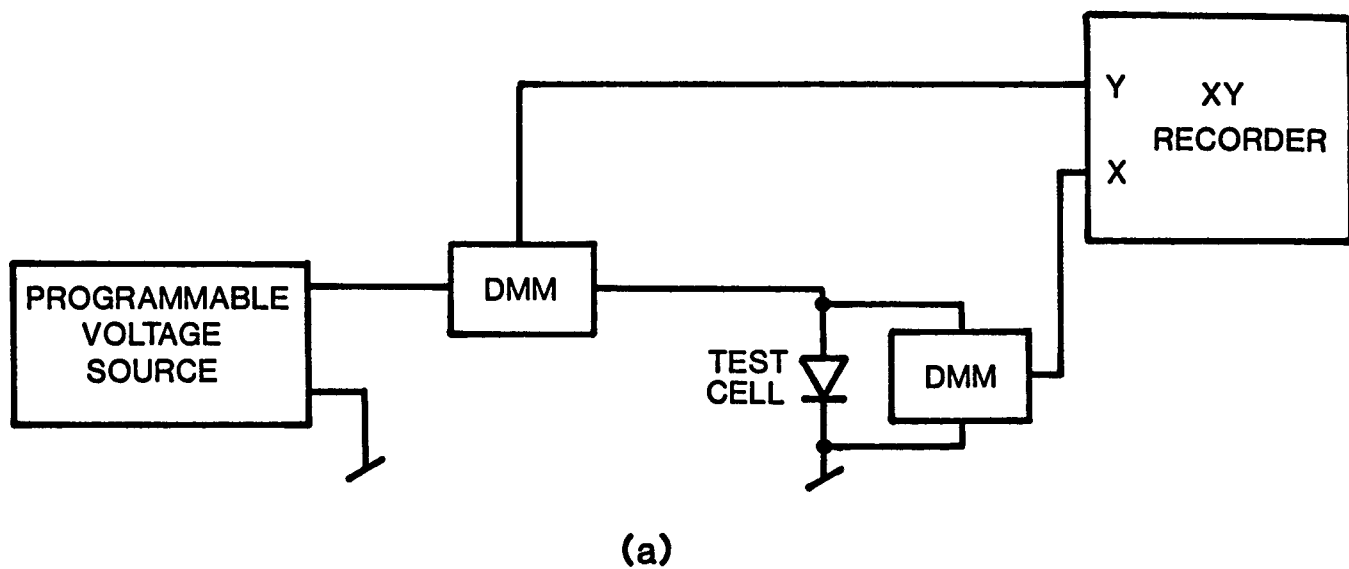 Y
XY
RECORDER
X
PROGRAMMABLE
VOLTAGE
SOURCE
DMM
TEST
CELL
DMM
(a)